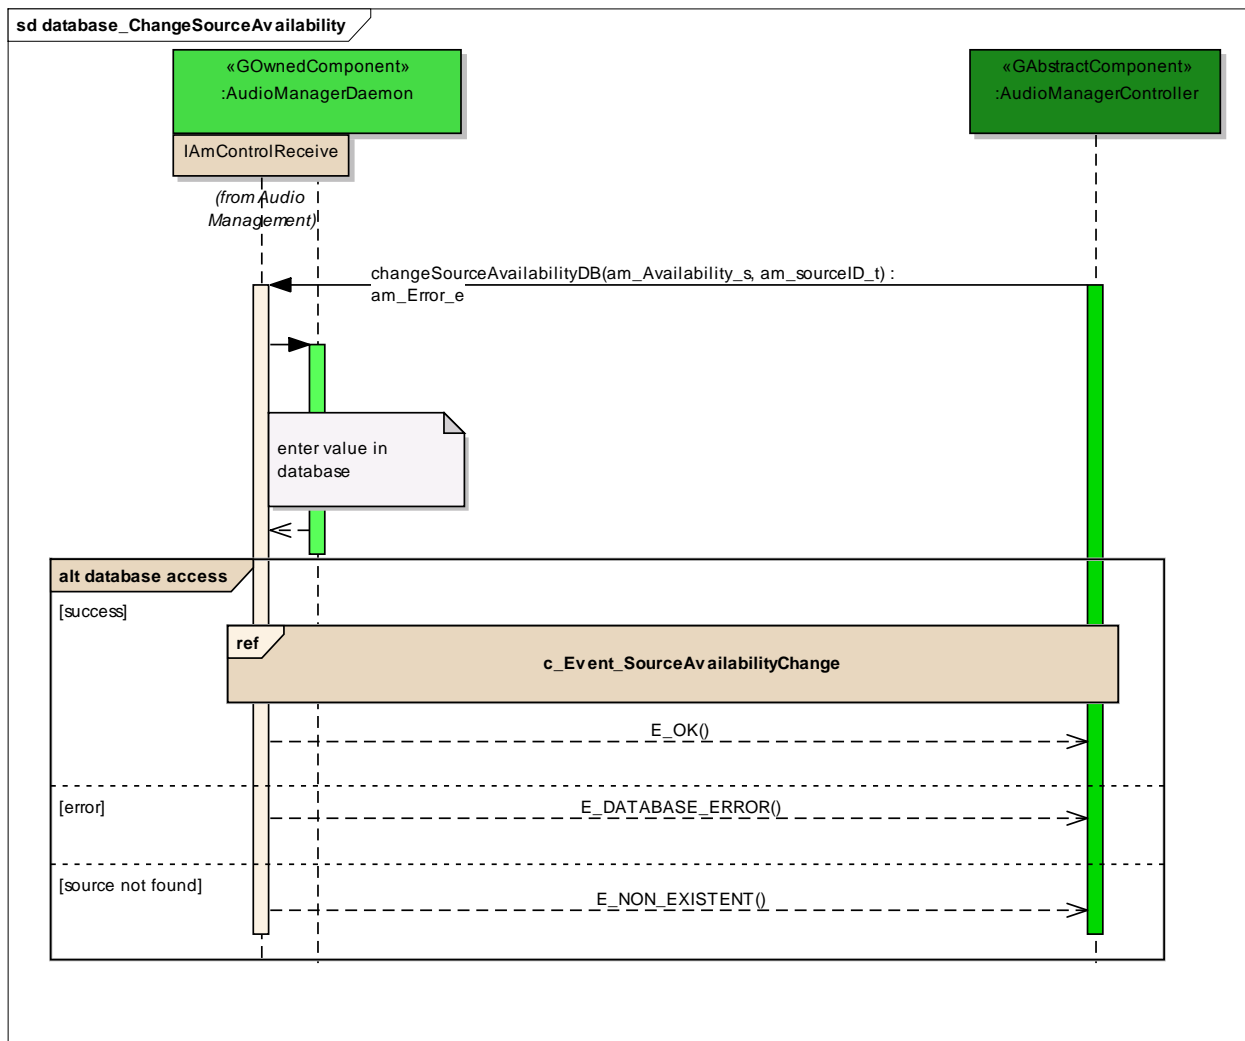 sd database_ChangeSourceAvailability
«GOwnedComponent»
:AudioManagerDaemon
«GAbstractComponent»
:AudioManagerController
IAmControlReceive
(from Audio
Management)
changeSourceAvailabilityDB(am_Availability_s, am_sourceID_t) :
am_Error_e
enter value in
database
alt database access
[success]
ref
c_Event_SourceAvailabilityChange
E_OK()
[error]
E_DATABASE_ERROR()
[source not found]
E_NON_EXISTENT()